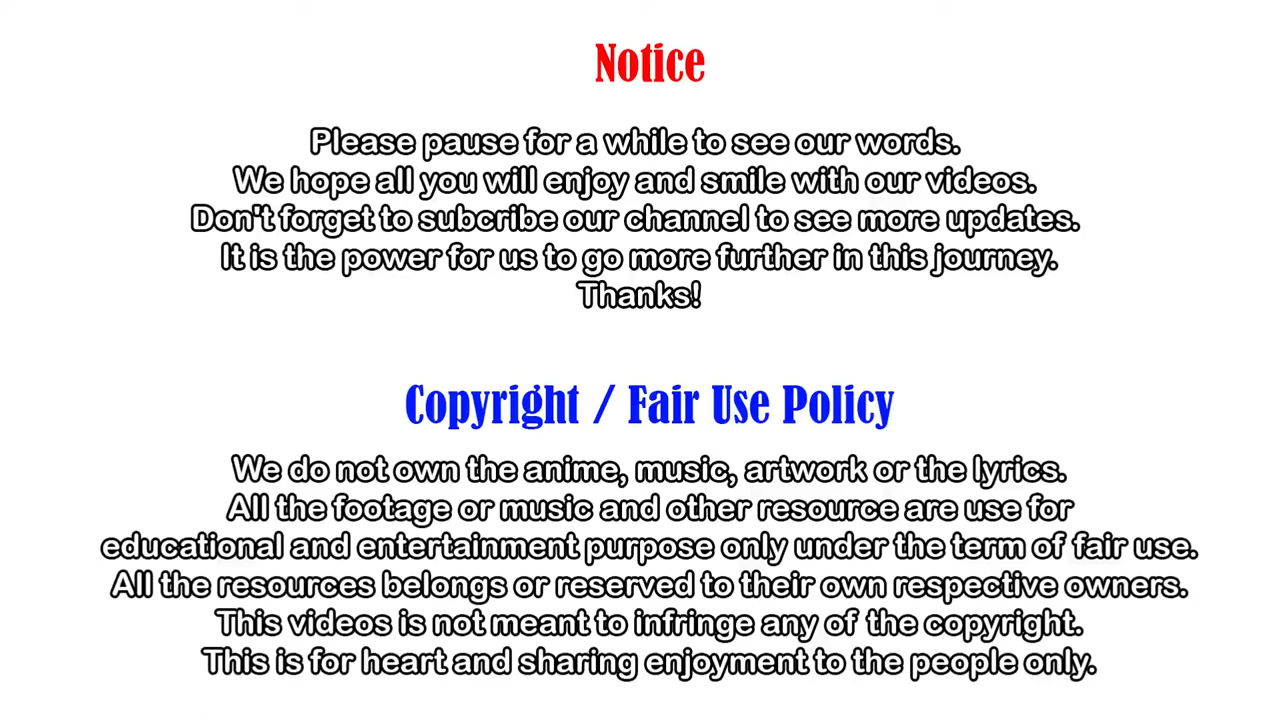 Notice
Please pause for a while to see our words.
We hope all you will enjoy and smile with our videos.
Don't forget to subcribe our channel to see more updates.
It is the power for us to go more further in this journey.
Thanks!
Copyright / Fair Use Policy
We do not own the anime, music, artwork or the lyrics.
All the footage or music and other resource are use for
educational and entertainment purpose only under the term of fair use.
All the resources belongs or reserved to their own respective owners.
This videos is not meant to infringe any of the copyright.
This is for heart and sharing enjoyment to the people only.